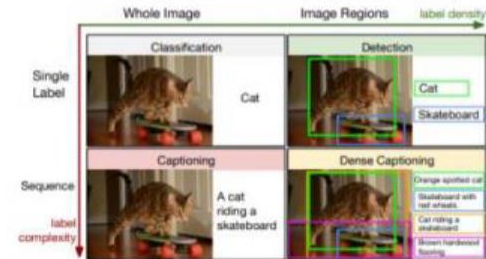 Whole Image
Image Regions
label density
Single
Label
Classification
Cat
Detection
Cat
Skateboard
Sequence
label
complexity
Captioning
A cat
riding a
skateboard
Dense Captioning
Orange spotted cat
Skateboard with
red wheels.
Cat riding a
skateboard
Brown hardwood
flooring